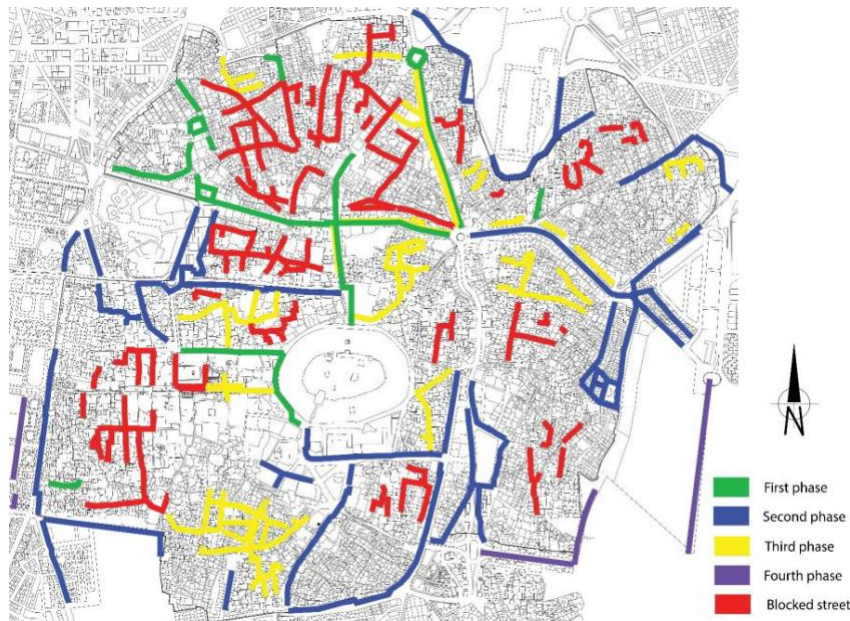 N
First phase
Second phase
Third phase
Fourth phase
Blocked street